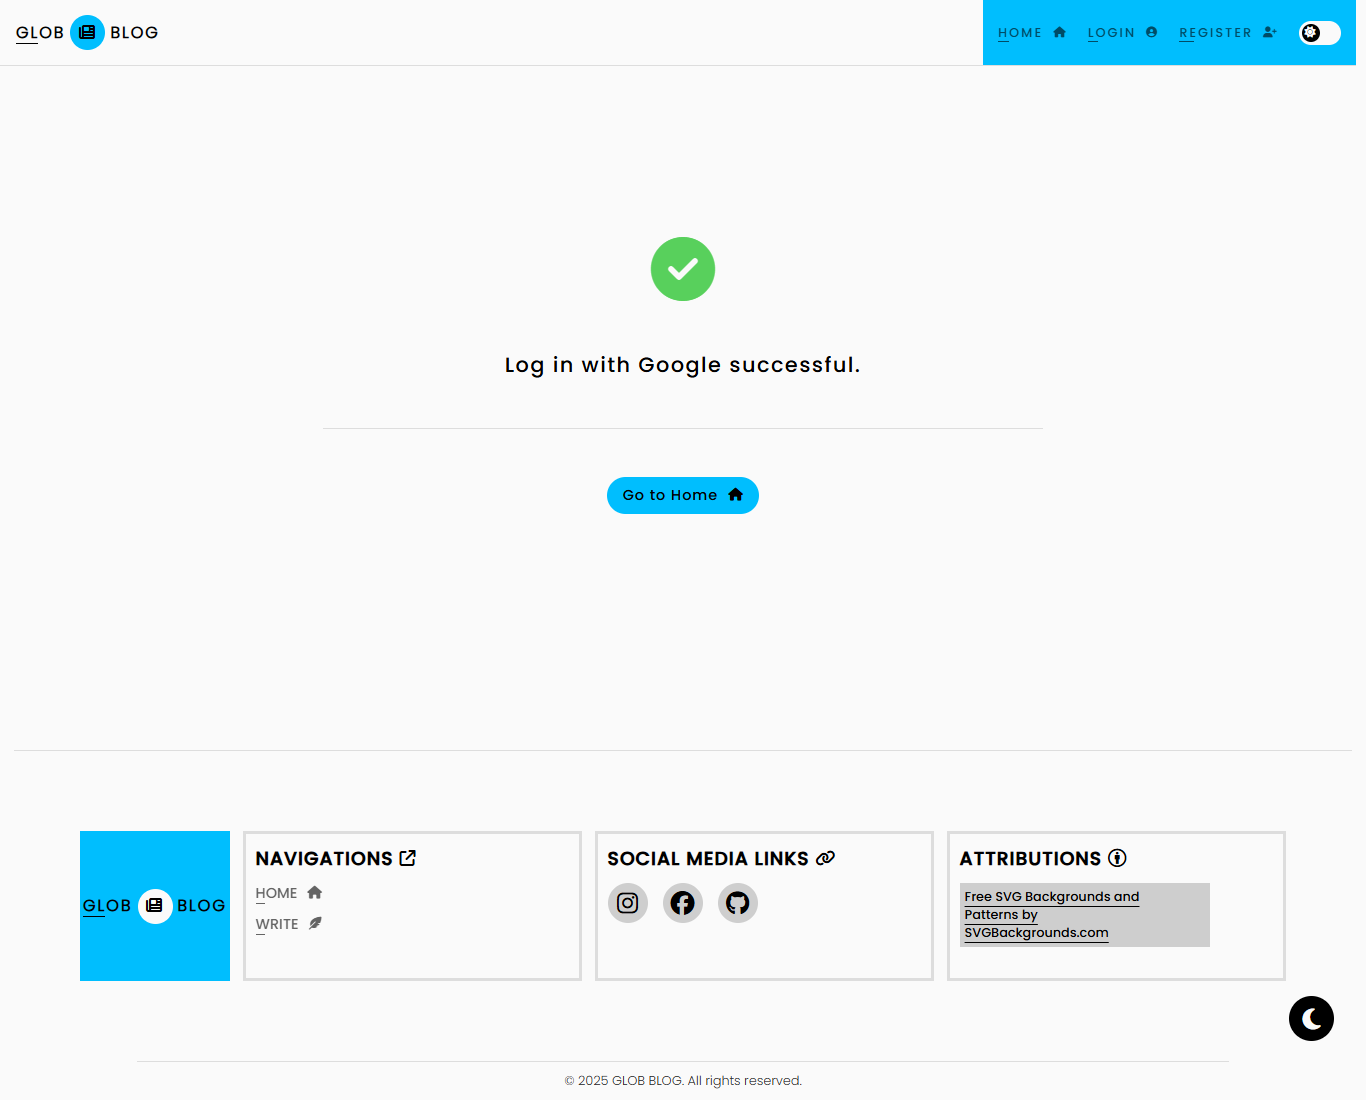 GLOB BLOG
HOME
LOGIN
REGISTER
Log in with Google successful.
Go to Home
GLOB BLOG
NAVIGATIONS
HOME
WRITE
SOCIAL MEDIA LINKS
ATTRIBUTIONS
Free SVG Backgrounds and
Patterns by
SVGBackgrounds.com
© 2025 GLOB BLOG. All rights reserved.